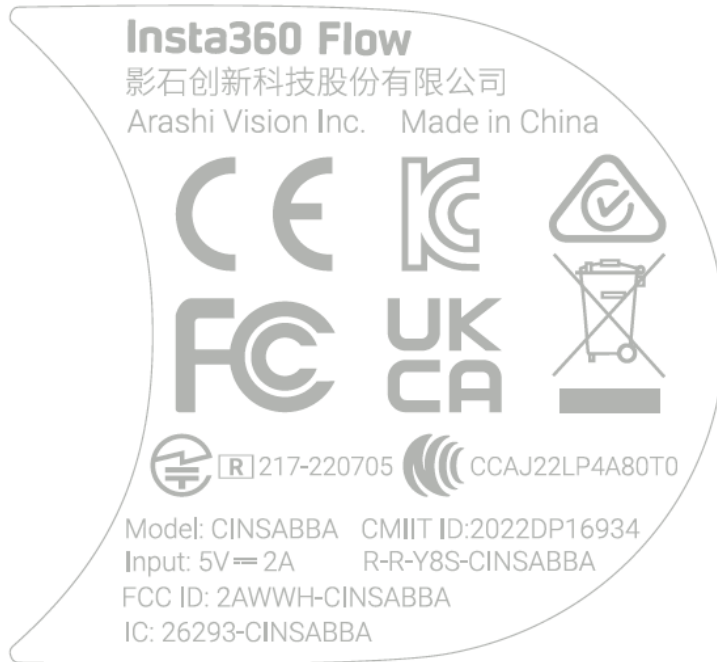 Insta360 Flow
影石创新科技股份有限公司
Arashi Vision Inc. Made in China
CE KC
FC UK CA
R 217-220705 CCAJ22LP4A80T0
Model: CINSABBA CMIIT ID:2022DP16934
Input: 5V⎓2A R-R-Y8S-CINSABBA
FCC ID: 2AWWH-CINSABBA
IC: 26293-CINSABBA